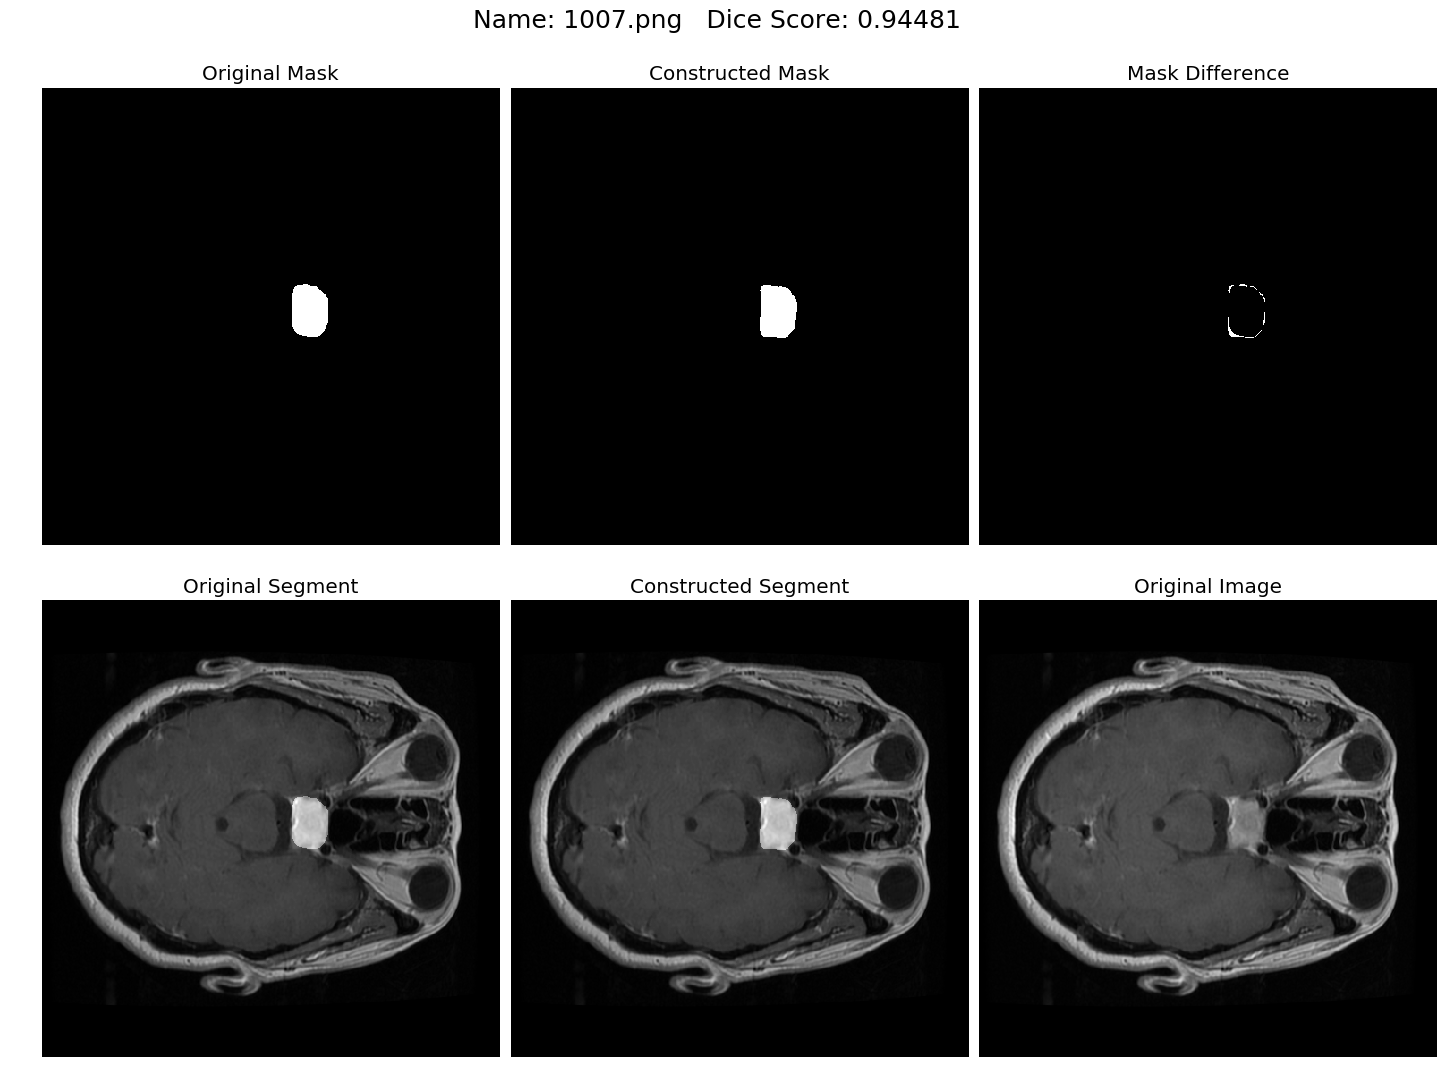 Name: 1007.png   Dice Score: 0.94481
Original Mask
Constructed Mask
Mask Difference
Original Segment
Constructed Segment
Original Image